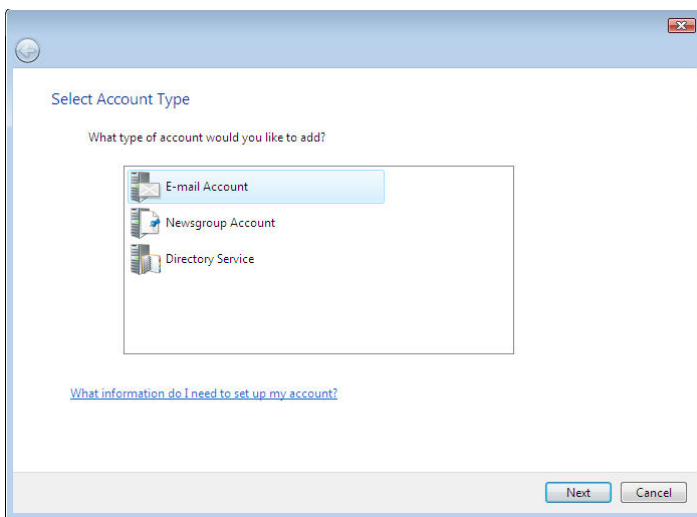 Select Account Type
What type of account would you like to add?
E-mail Account
Newsgroup Account
Directory Service
What information do I need to set up my account?
Next Cancel